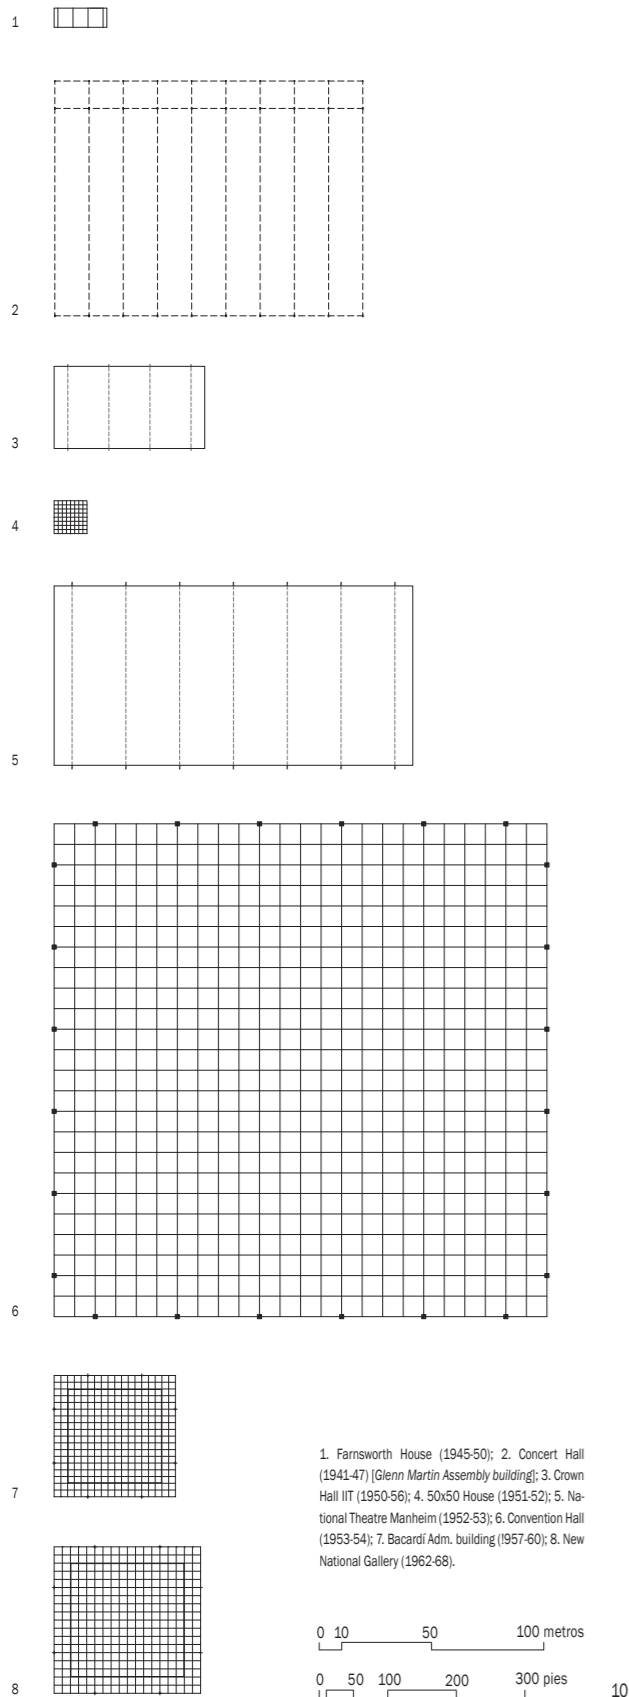 1
2
3
4
5
6
7
8
1. Farnsworth House (1945-50); 2. Concert Hall
(1941-47) [Glenn Martin Assembly building]; 3. Crown
Hall IIT (1950-56); 4. 50x50 House (1951-52); 5. Na-
tional Theatre Manheim (1952-53); 6. Convention Hall
(1953-54); 7. Bacardí Adm. building (!957-60); 8. New
National Gallery (1962-68).
0 10 50 100 metros
0 50 100 200 300 pies
10